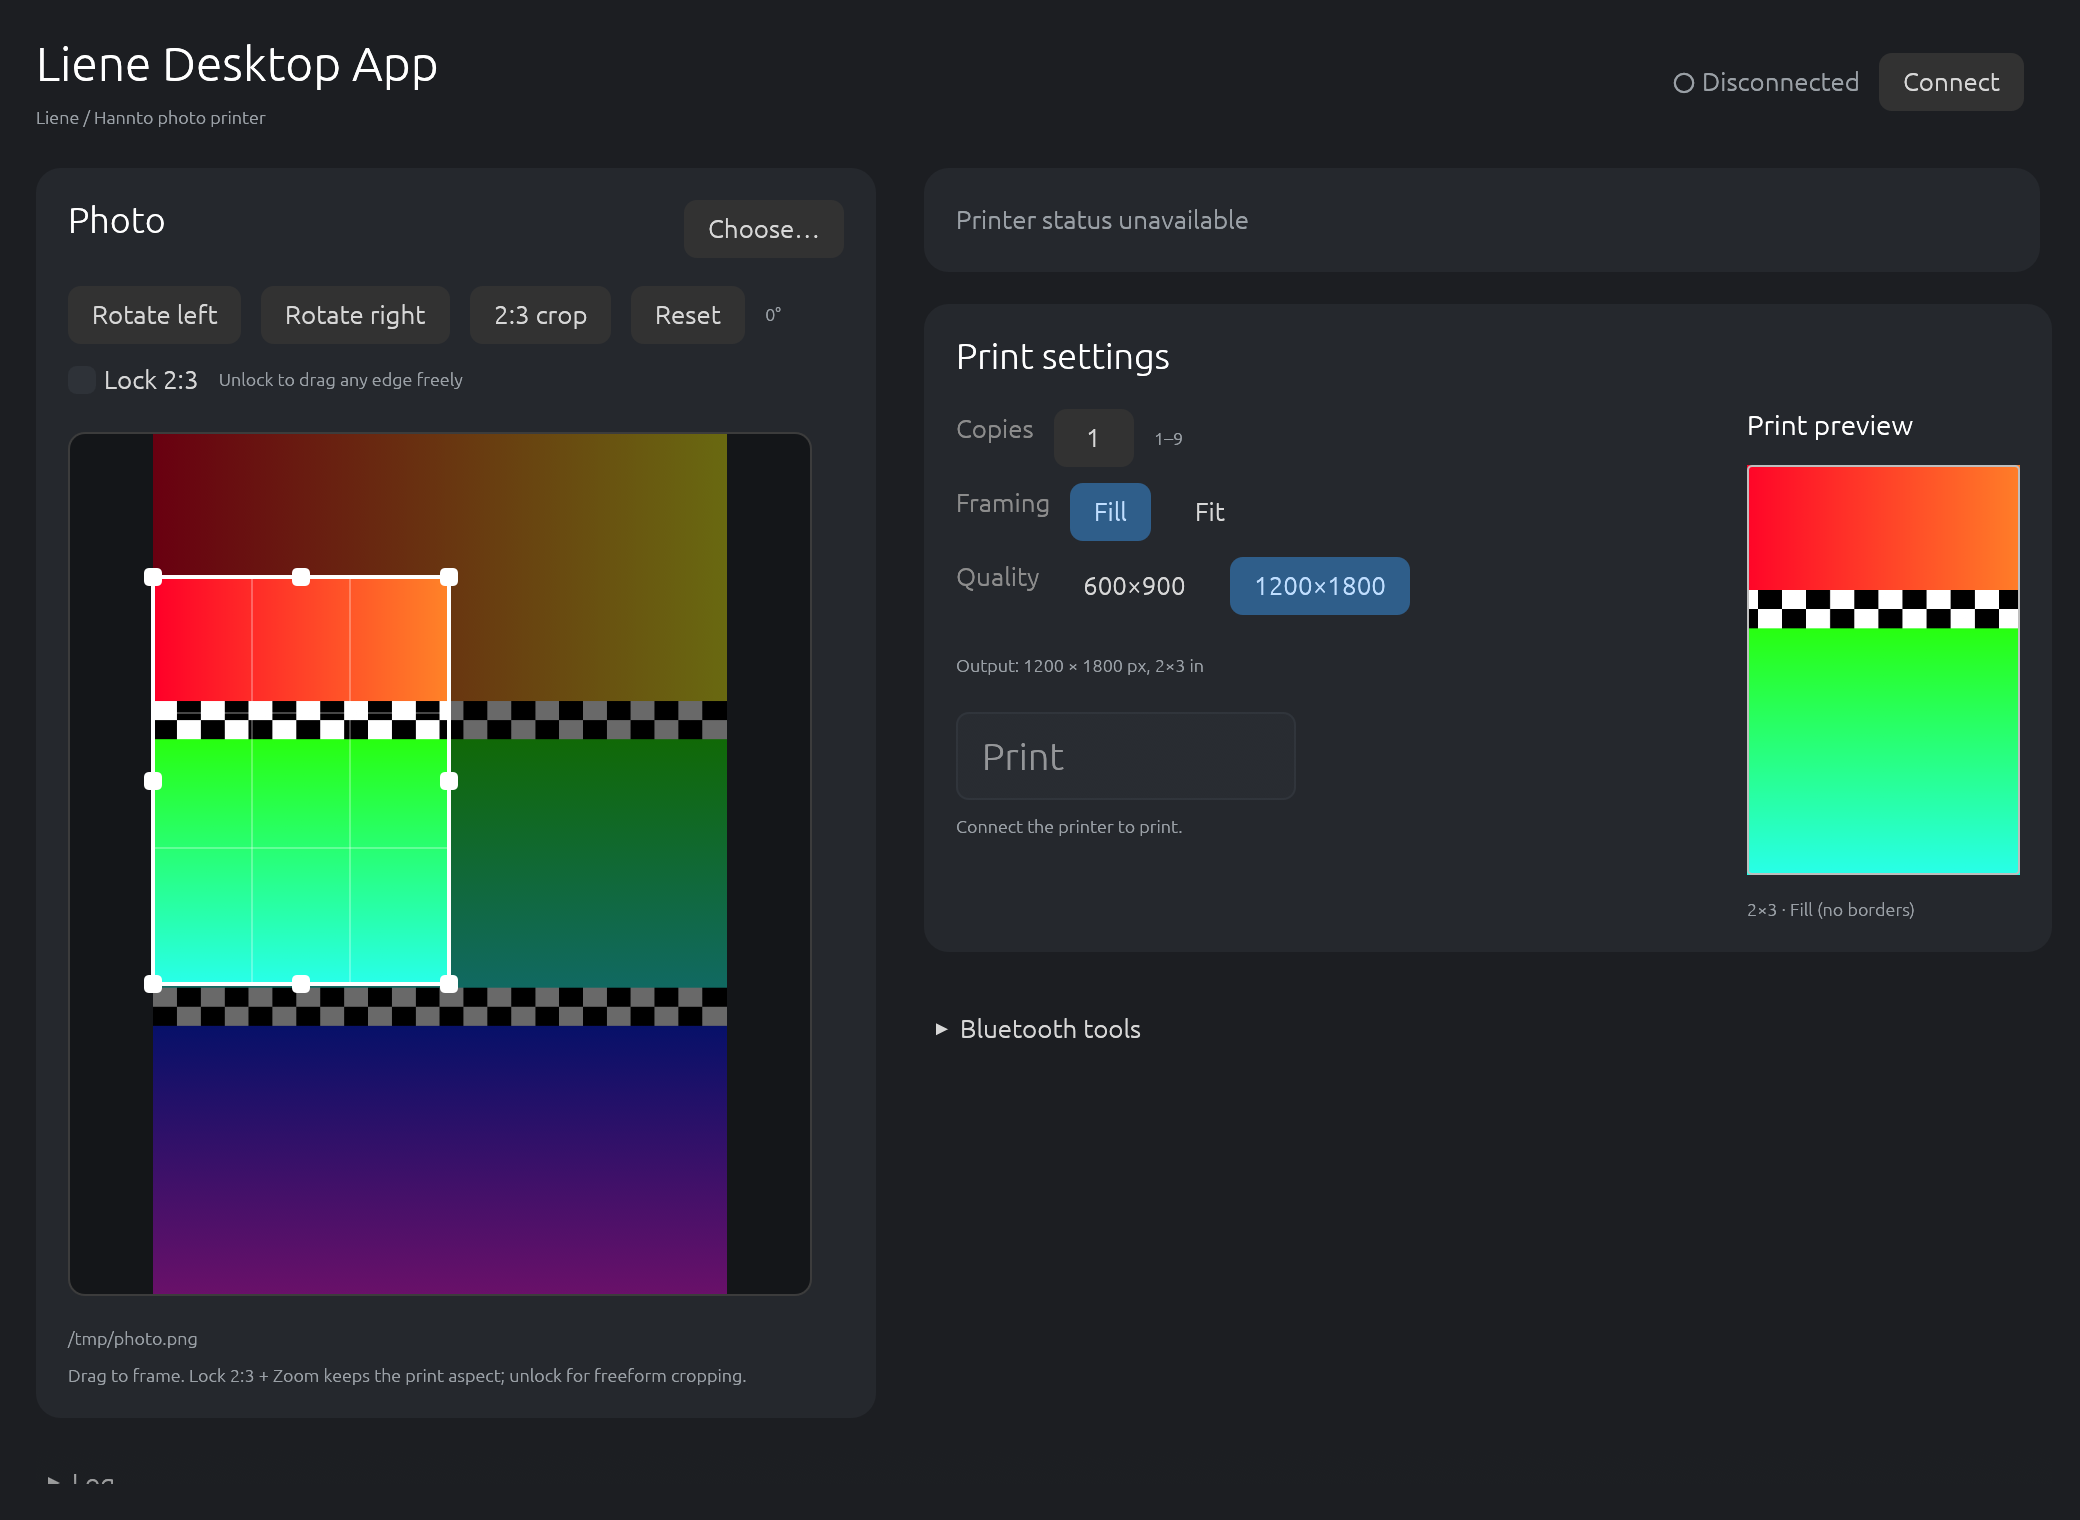 Liene Desktop App
Liene / Hannto photo printer
Disconnected
Connect
Photo
Choose...
Rotate left
Rotate right
2:3 crop
Reset
0°
Lock 2:3
Unlock to drag any edge freely
/tmp/photo.png
Drag to frame. Lock 2:3 + Zoom keeps the print aspect; unlock for freeform cropping.
Log
Printer status unavailable
Print settings
Copies
1
1–9
Framing
Fill
Fit
Quality
600×900
1200×1800
Output: 1200 × 1800 px, 2×3 in
Print
Connect the printer to print.
Print preview
2×3 · Fill (no borders)
Bluetooth tools